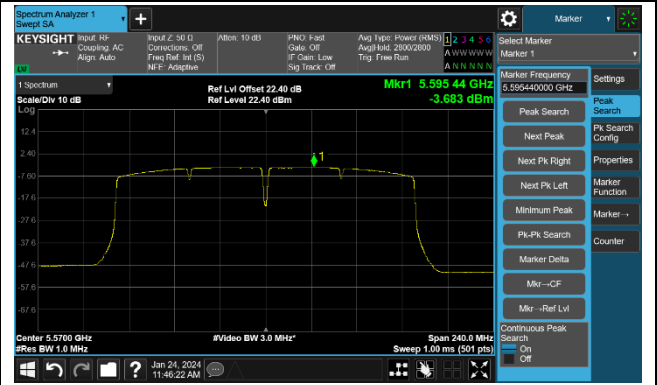 Spectrum Analyzer 1
Swept SA
Marker
KEYSIGHT
Input: RF
Coupling: AC
Align: Auto
Input Z: 50 Ω
Corrections: Off
Freq Ref: Int (S)
NFE: Adaptive
Atten: 10 dB
PNO: Fast
Gate: Off
IF Gain: Low
Sig Track: Off
Avg Type: Power (RMS)
Avg|Hold: 2800/2800
Trig: Free Run
1 2 3 4 5 6
A W W W W W
A N N N N N
LNI
1 Spectrum
Scale/Div 10 dB
Log
Ref Lvl Offset 22.40 dB
Ref Level 22.40 dBm
Mkr1 5.595 44 GHz
-3.683 dBm
12.4
2.40
-7.60
-17.6
-27.6
-37.6
-47.6
-57.6
-67.6
1
Center 5.5700 GHz
#Res BW 1.0 MHz
#Video BW 3.0 MHz*
Span 240.0 MHz
Sweep 1.00 ms (501 pts)
Select Marker
Marker 1
Marker Frequency
5.595440000 GHz
Peak Search
Next Peak
Next Pk Right
Next Pk Left
Minimum Peak
Pk-Pk Search
Marker Delta
Mkr→CF
Mkr→Ref Lvl
Continuous Peak
Search
On
Off
Settings
Peak
Search
Pk Search
Config
Properties
Marker
Function
Marker→
Counter
Jan 24, 2024
11:46:22 AM